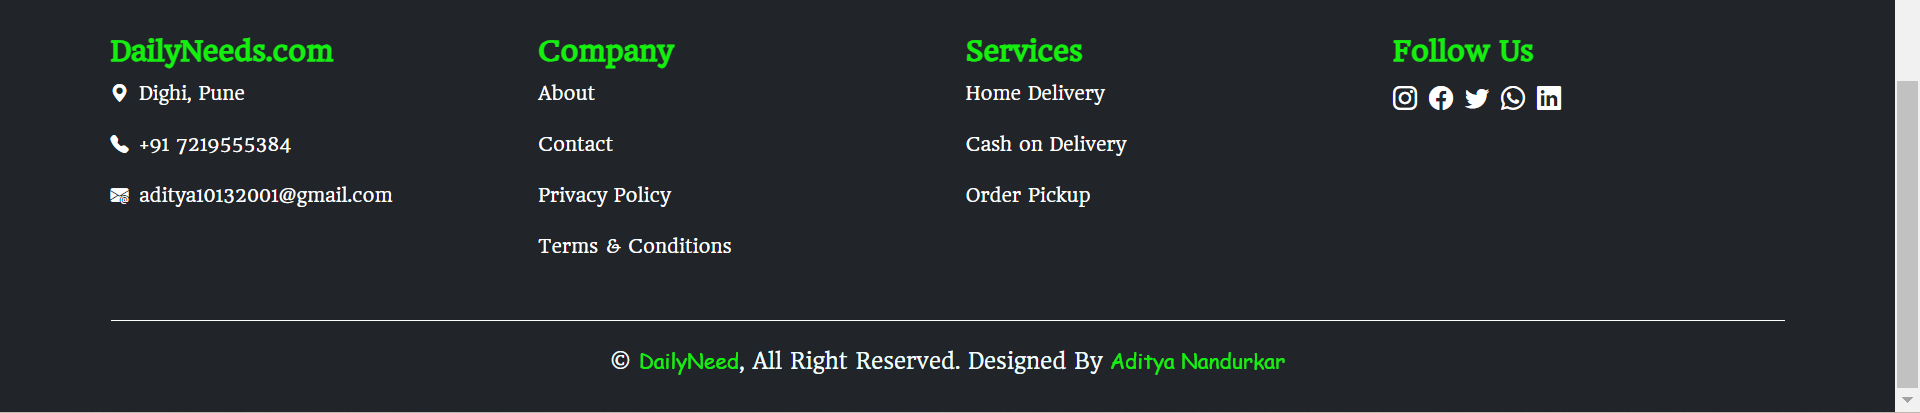 DailyNeeds.com
Dighi, Pune
+91 7219555384
aditya10132001@gmail.com
Company
About
Contact
Privacy Policy
Terms & Conditions
Services
Home Delivery
Cash on Delivery
Order Pickup
Follow Us
© DailyNeed, All Right Reserved. Designed By Aditya Nandurkar